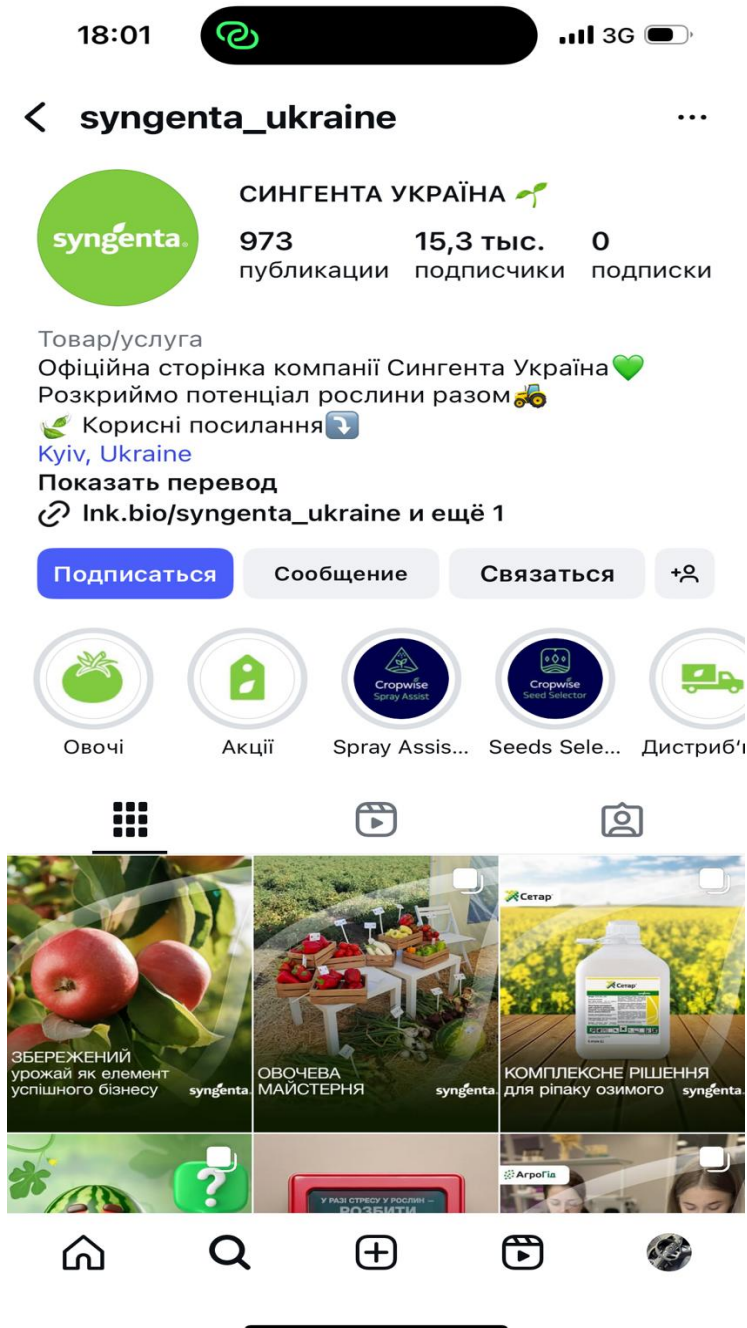 18:01
3G
syngenta_ukraine
syngenta.
СИНГЕНТА УКРАЇНА
973 15,3 тыс. 0
публикации подписчики подписки
Товар/услуга
Офіційна сторінка компанії Сингента Україна
Розкриймо потенціал рослини разом
Корисні посилання
Kyiv, Ukraine
Показать перевод
lnk.bio/syngenta_ukraine и ещё 1
Подписаться Сообщение Связаться
Cropwise
Spray Assist
Cropwise
Seed Selector
Овочі Акції Spray Assis... Seeds Sele... Дистриб'
ЗБЕРЕЖЕНИЙ
урожай як елемент
успішного бізнесу syngenta.
ОВОЧЕВА
МАЙСТЕРНЯ syngenta.
Сетар
Сетар
КОМПЛЕКСНЕ РІШЕННЯ
для ріпаку озимого syngenta.
?
У РАЗІ СТРЕСУ У РОСЛИН –
РОЗБИТИ
АгроГід